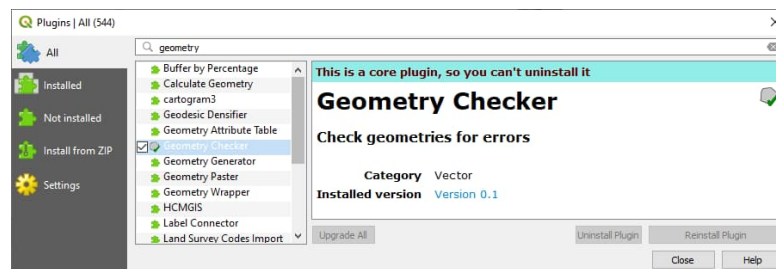 Plugins | All (544)
All
Installed
Not installed
Install from ZIP
Settings
geometry
Buffer by Percentage
Calculate Geometry
cartogram3
Geodesic Densifier
Geometry Attribute Table
Geometry Checker
Geometry Generator
Geometry Paster
Geometry Wrapper
HCMGIS
Label Connector
Land Survey Codes Import
This is a core plugin, so you can't uninstall it
Geometry Checker
Check geometries for errors
Category Vector
Installed version Version 0.1
Upgrade All
Uninstall Plugin
Reinstall Plugin
Close
Help